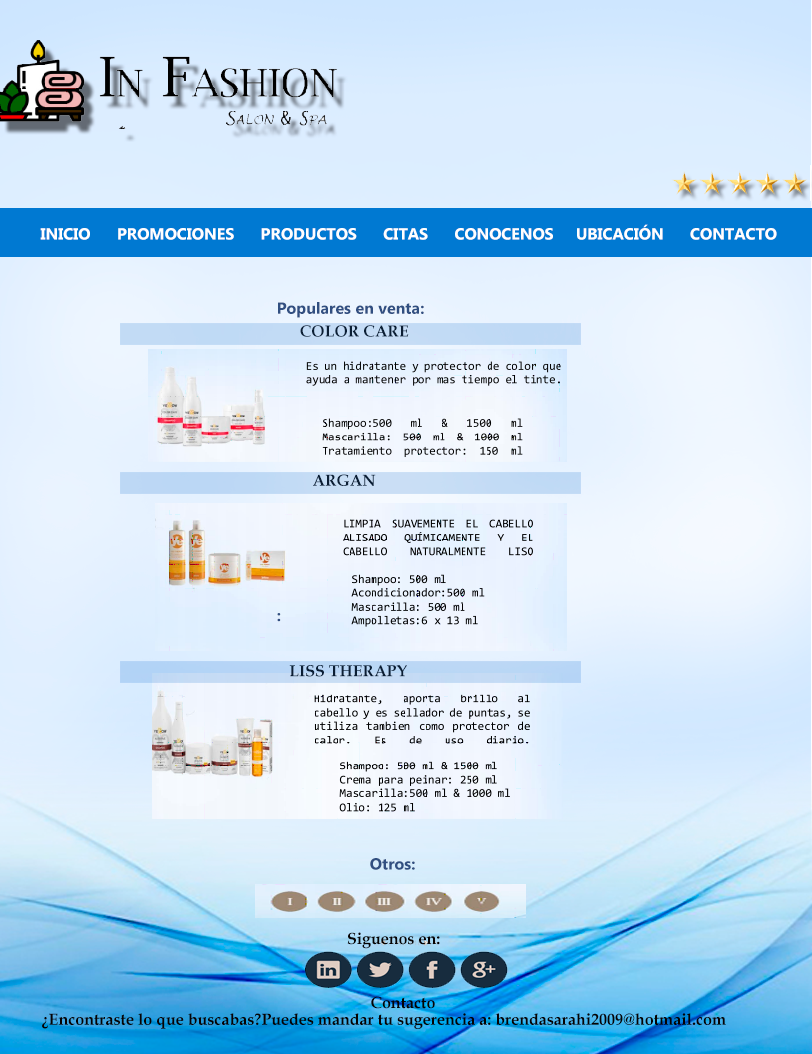 IN FASHION
SALON & SPA
INICIO PROMOCIONES PRODUCTOS CITAS CONOCENOS UBICACIÓN CONTACTO
Populares en venta:
COLOR CARE
Es un hidratante y protector de color que
ayuda a mantener por mas tiempo el tinte.
Shampoo:500 ml & 1500 ml
Mascarilla: 500 ml & 1000 ml
Tratamiento protector: 150 ml
ARGAN
LIMPIA SUAVEMENTE EL CABELLO
ALISADO QUÍMICAMENTE Y EL
CABELLO NATURALMENTE LISO
Shampoo: 500 ml
Acondicionador:500 ml
Mascarilla: 500 ml
Ampolletas:6 x 13 ml
:
LISS THERAPY
Hidratante, aporta brillo al
cabello y es sellador de puntas, se
utiliza tambien como protector de
calor. Es de uso diario.
Shampoo: 500 ml & 1500 ml
Crema para peinar: 250 ml
Mascarilla:500 ml & 1000 ml
Olio: 125 ml
Otros:
I II III IV V
Siguenos en:
in f g+
Contacto
¿Encontraste lo que buscabas?Puedes mandar tu sugerencia a: brendasarahi2009@hotmail.com